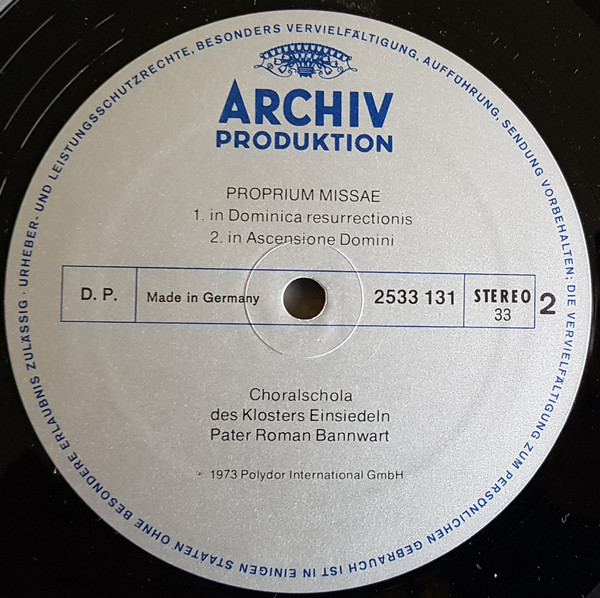 URHEBER- UND LEISTUNGSSCHUTZRECHTE, BESONDERS VERVIELFÄLTIGUNG, AUFFÜHRUNG, SENDUNG VORBEHALTEN; DIE VERVIELFÄLTIGUNG ZUM PERSÖNLICHEN GEBRAUCH IST IN EINIGEN STAATEN OHNE BESONDERE ERLAUBNIS ZULÄSSIG ·
ARCHIV
PRODUKTION
PROPRIUM MISSAE
1. in Dominica resurrectionis
2. in Ascensione Domini
D. P. Made in Germany 2533 131 STEREO 2
33
Choralschola
des Klosters Einsiedeln
Pater Roman Bannwart
℗ 1973 Polydor International GmbH